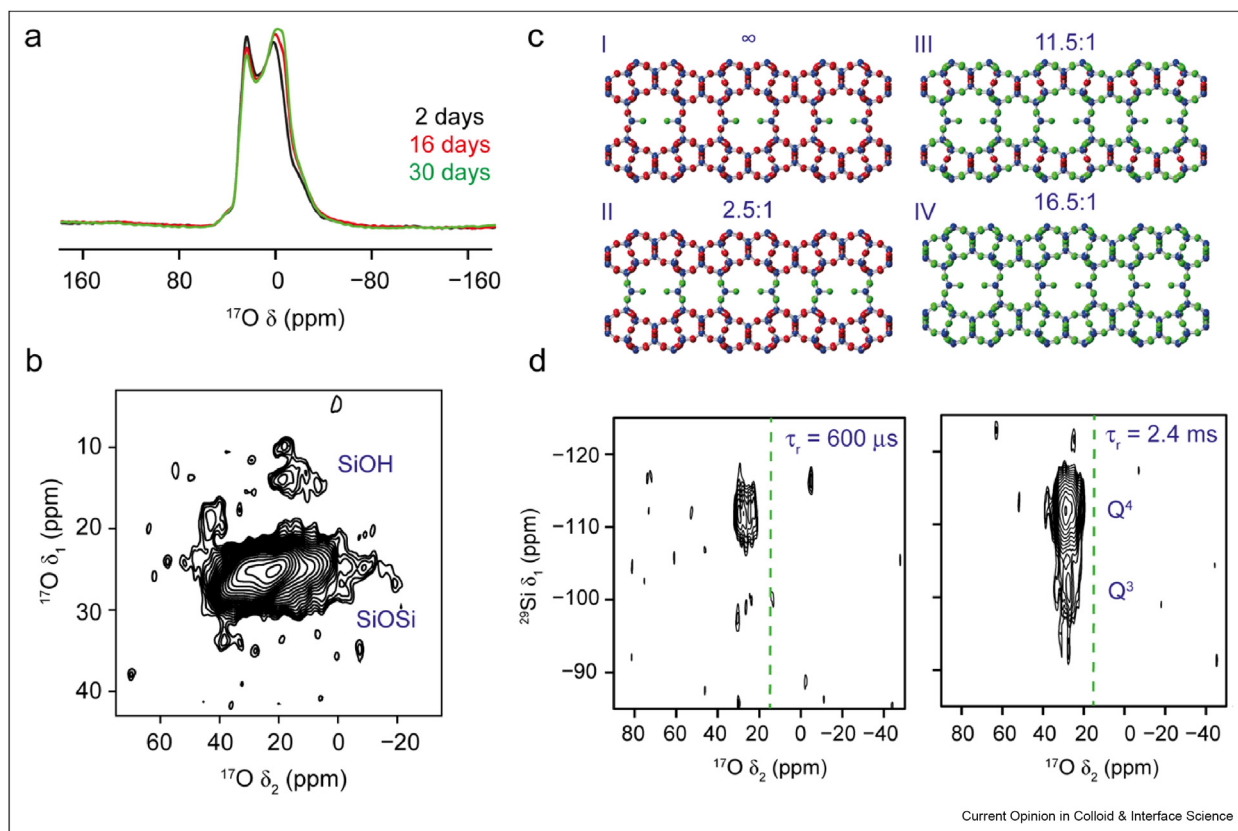 a
2 days
16 days
30 days
160 80 0 −80 −160
¹⁷O δ (ppm)
b
10
20
30
40
¹⁷O δ₁ (ppm)
SiOH
SiOSi
60 40 20 0 −20
¹⁷O δ₂ (ppm)
c
I ∞
III 11.5:1
II 2.5:1
IV 16.5:1
d
−120
−110
−100
−90
²⁹Si δ₁ (ppm)
τᵣ = 600 μs
80 60 40 20 0 −20 −40
¹⁷O δ₂ (ppm)
τᵣ = 2.4 ms
Q⁴
Q³
80 60 40 20 0 −20 −40
¹⁷O δ₂ (ppm)
Current Opinion in Colloid & Interface Science